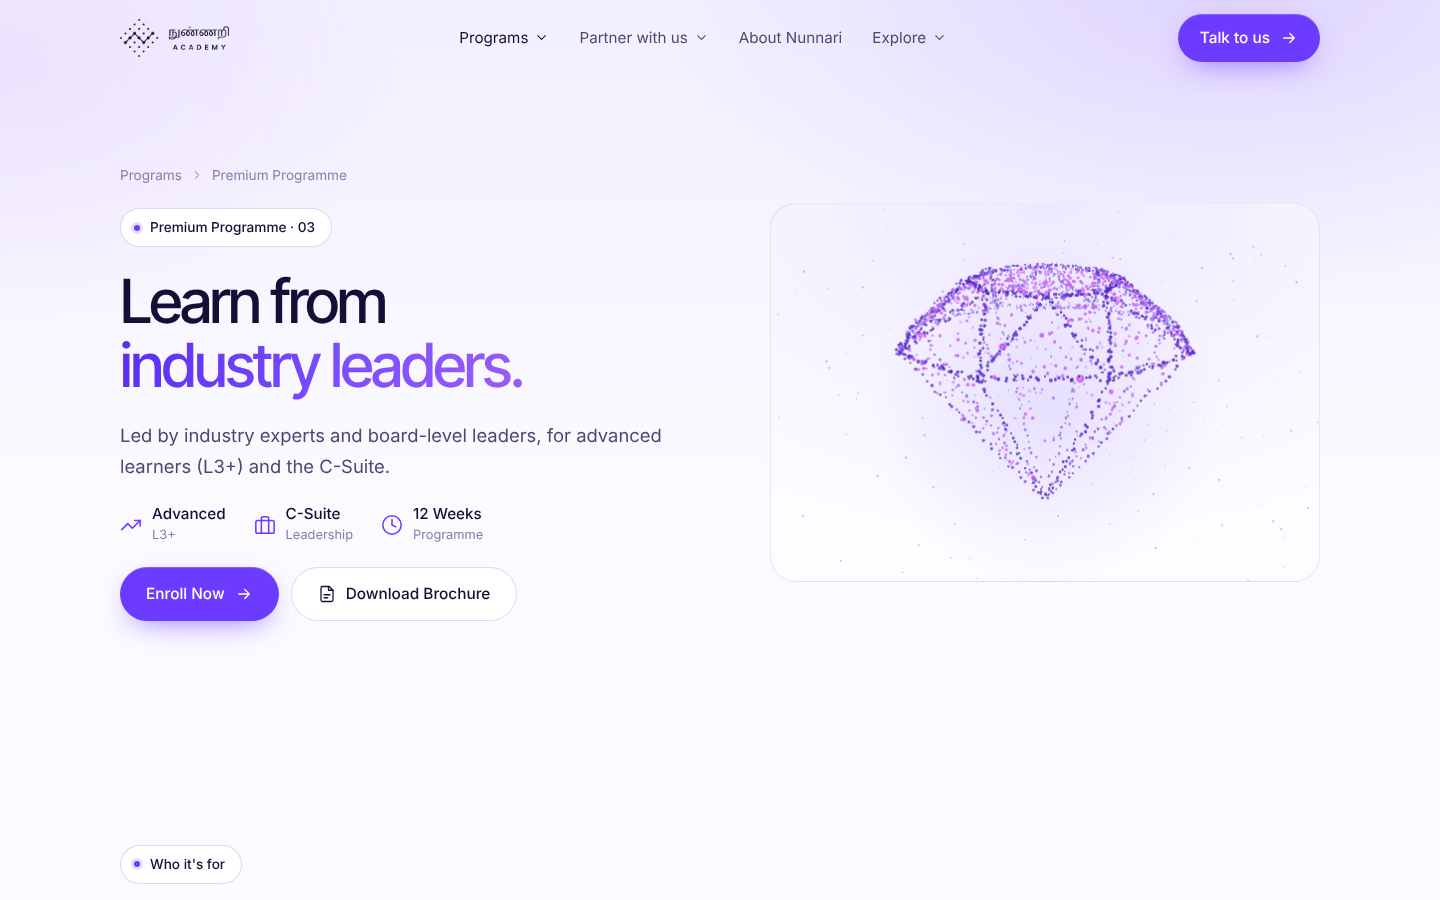 நுண்ணறி
ACADEMY
Programs
Partner with us
About Nunnari
Explore
Talk to us
Programs
Premium Programme
Premium Programme · 03
Learn from
industry leaders.
Led by industry experts and board-level leaders, for advanced
learners (L3+) and the C-Suite.
Advanced
L3+
C-Suite
Leadership
12 Weeks
Programme
Enroll Now
Download Brochure
Who it's for